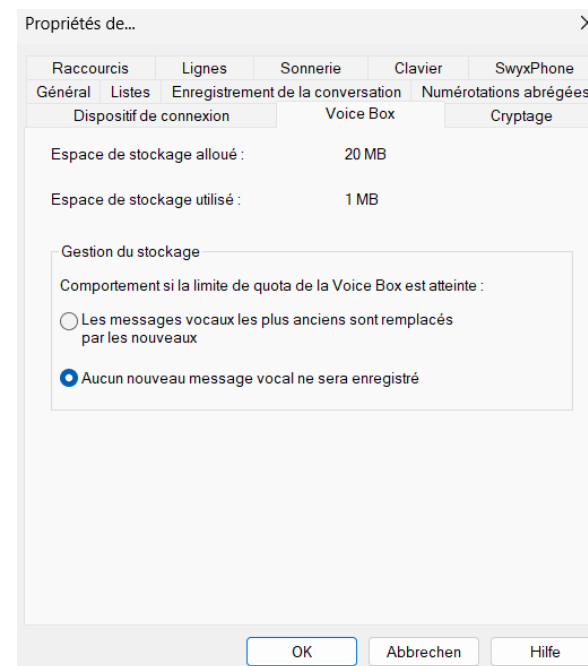 Propriétés de...
Raccourcis Lignes Sonnerie Clavier SwyxPhone
Général Listes Enregistrement de la conversation Numérotations abrégées
Dispositif de connexion Voice Box Cryptage
Espace de stockage alloué : 20 MB
Espace de stockage utilisé : 1 MB
Gestion du stockage
Comportement si la limite de quota de la Voice Box est atteinte :
Les messages vocaux les plus anciens sont remplacés
par les nouveaux
Aucun nouveau message vocal ne sera enregistré
OK Abbrechen Hilfe